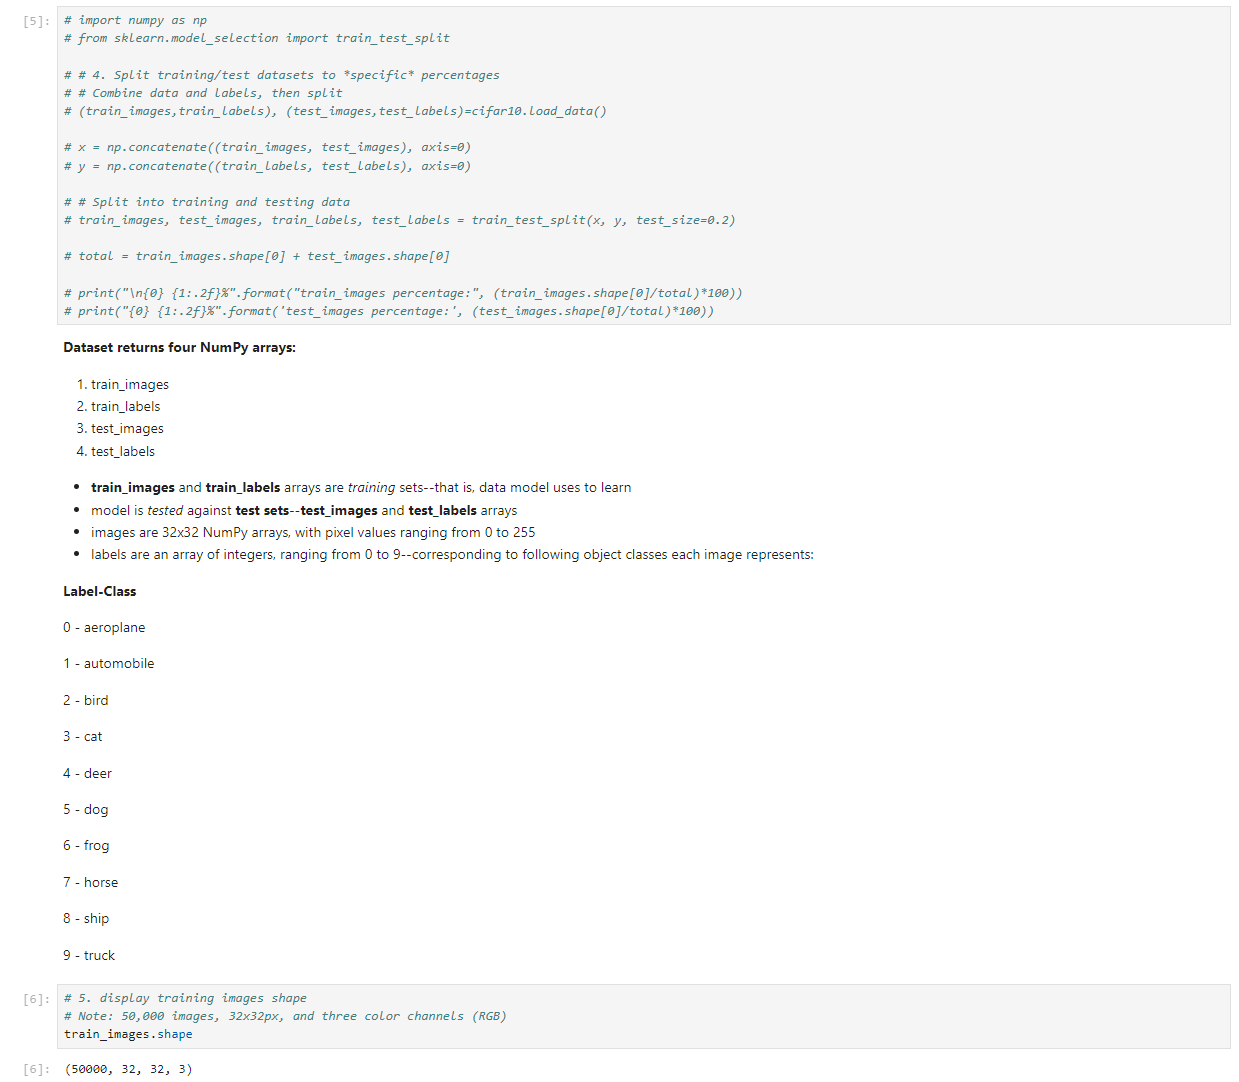 [5]:
# import numpy as np
# from sklearn.model_selection import train_test_split
# # 4. Split training/test datasets to *specific* percentages
# # Combine data and labels, then split
# (train_images,train_labels), (test_images,test_labels)=cifar10.load_data()
# x = np.concatenate((train_images, test_images), axis=0)
# y = np.concatenate((train_labels, test_labels), axis=0)
# # Split into training and testing data
# train_images, test_images, train_labels, test_labels = train_test_split(x, y, test_size=0.2)
# total = train_images.shape[0] + test_images.shape[0]
# print("\n{0} {1:.2f}%".format("train_images percentage:", (train_images.shape[0]/total)*100))
# print("{0} {1:.2f}%".format('test_images percentage:', (test_images.shape[0]/total)*100))
Dataset returns four NumPy arrays:
1. train_images
2. train_labels
3. test_images
4. test_labels
• train_images and train_labels arrays are training sets--that is, data model uses to learn
• model is tested against test sets--test_images and test_labels arrays
• images are 32x32 NumPy arrays, with pixel values ranging from 0 to 255
• labels are an array of integers, ranging from 0 to 9--corresponding to following object classes each image represents:
Label-Class
0 - aeroplane
1 - automobile
2 - bird
3 - cat
4 - deer
5 - dog
6 - frog
7 - horse
8 - ship
9 - truck
[6]:
# 5. display training images shape
# Note: 50,000 images, 32x32px, and three color channels (RGB)
train_images.shape
[6]: (50000, 32, 32, 3)